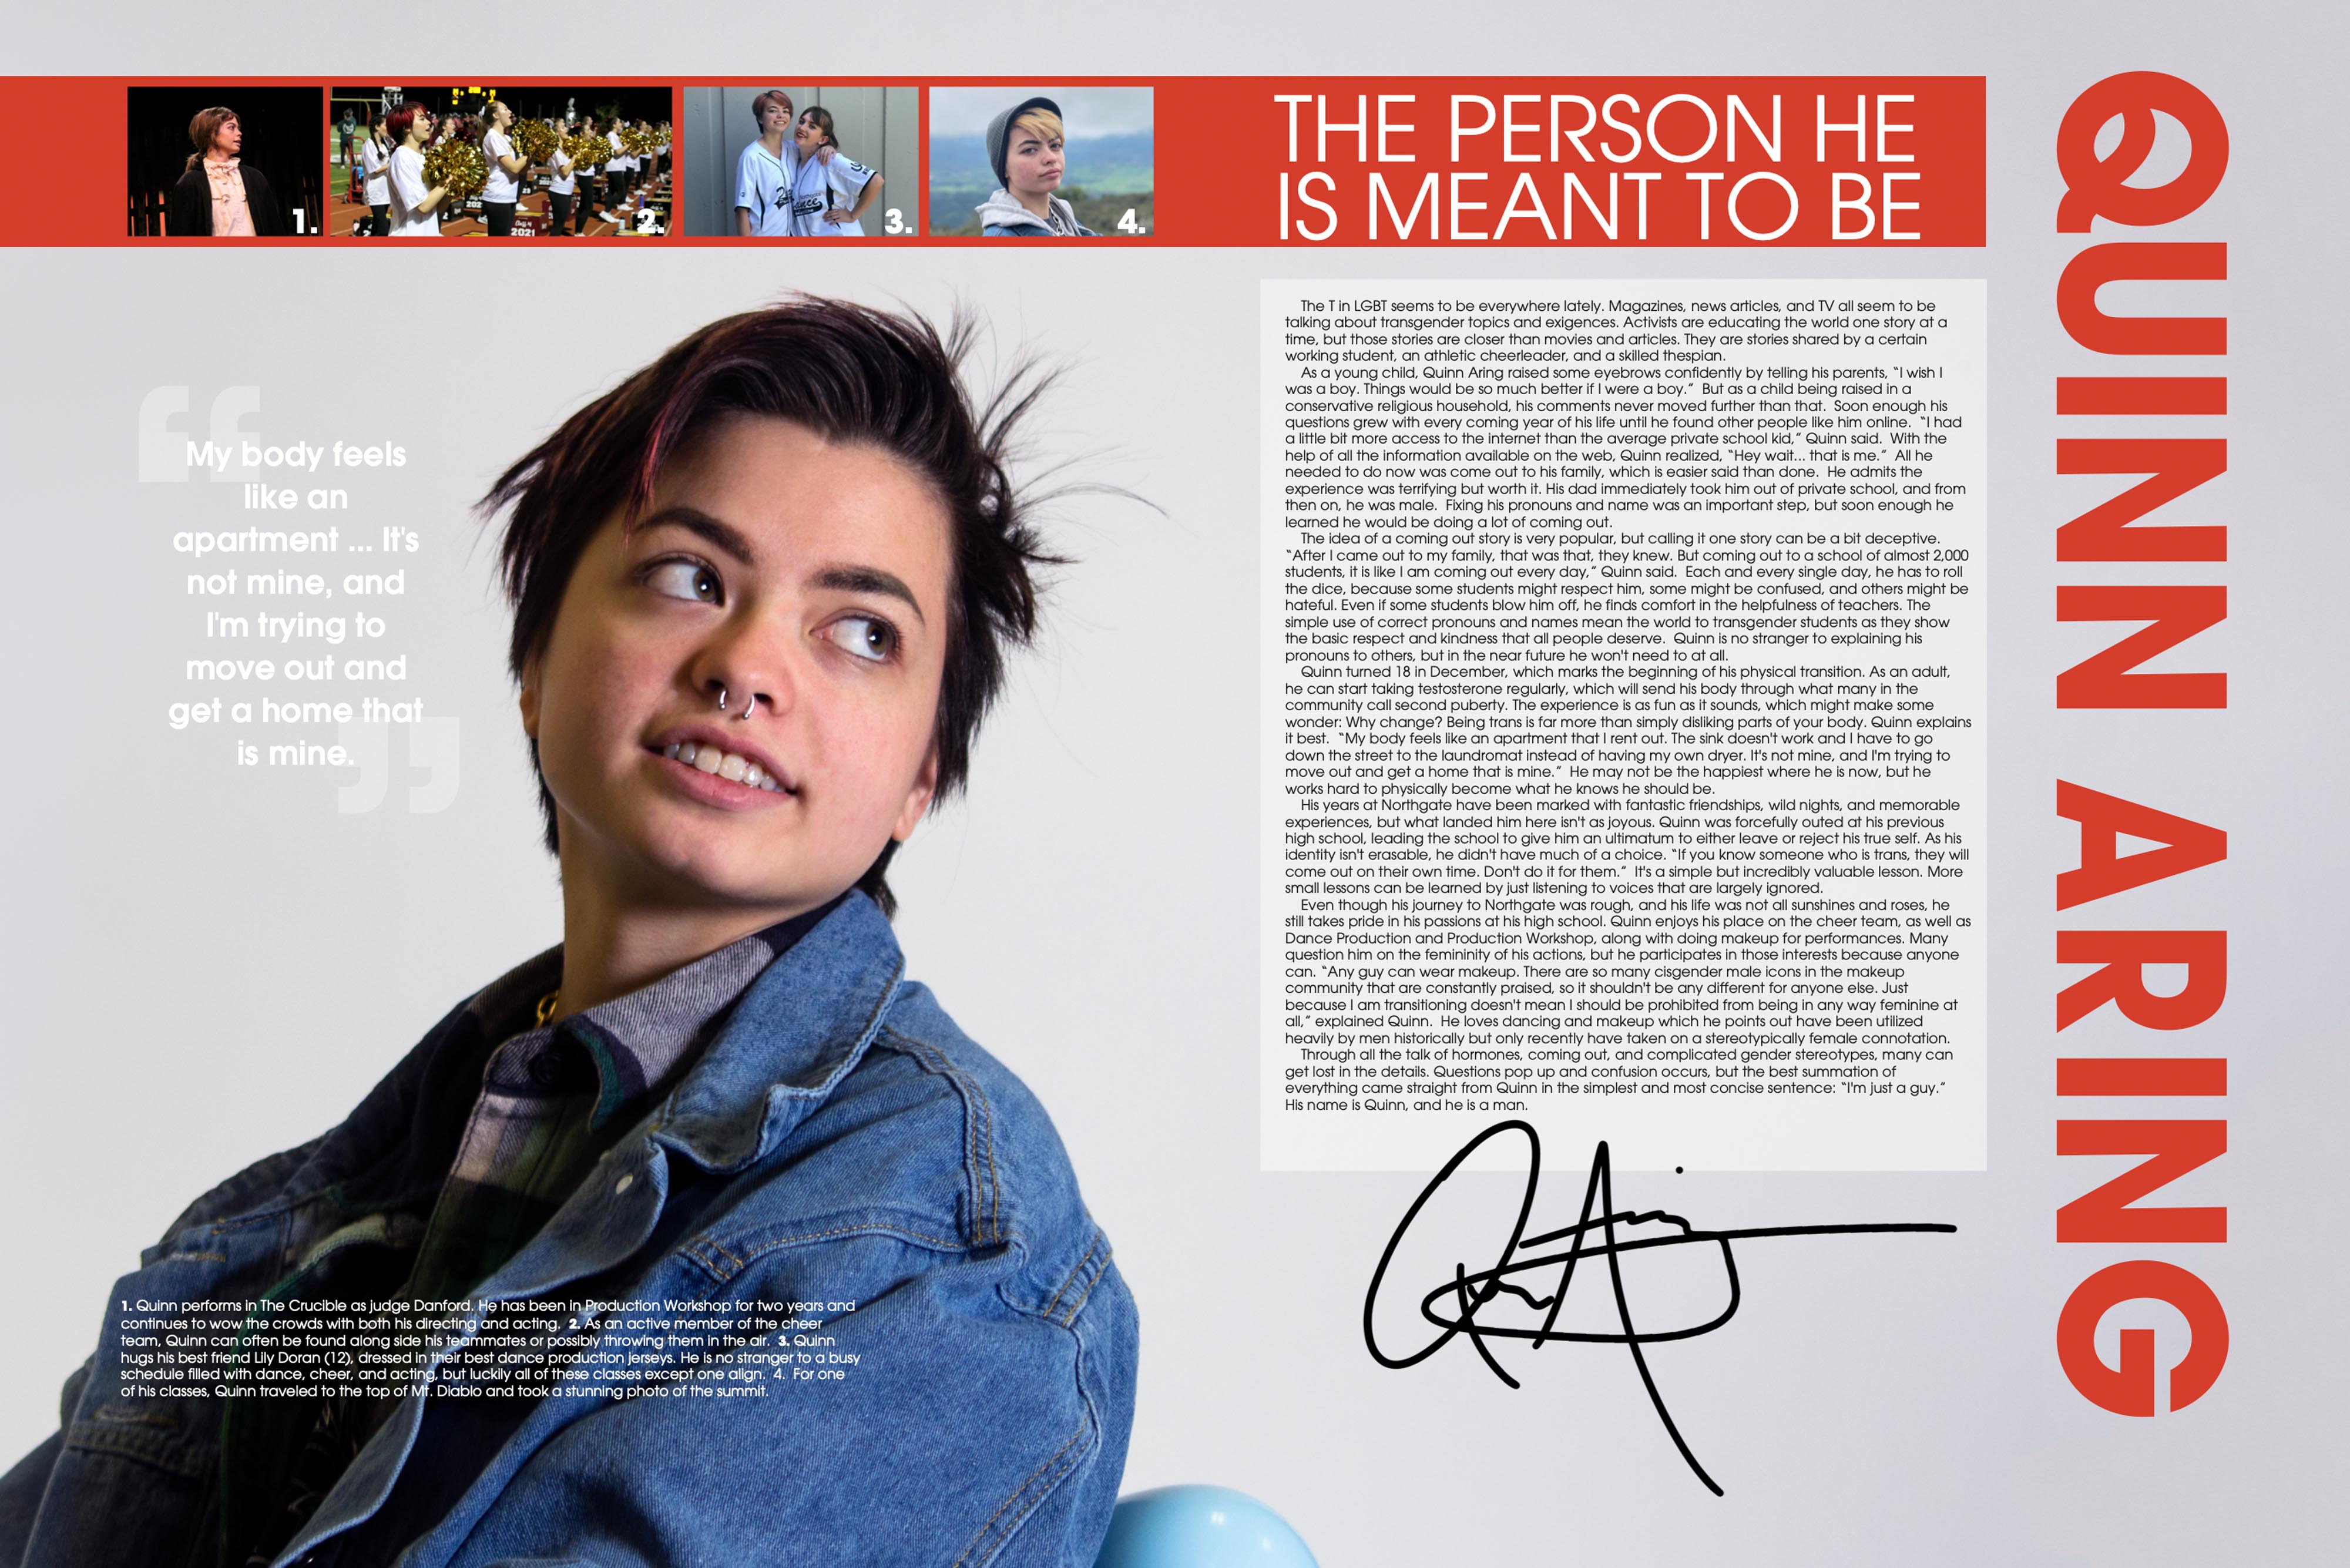 1.
2.
3.
4.
THE PERSON HE
IS MEANT TO BE
QUINN ARING
My body feels
like an
apartment ... It's
not mine, and
I'm trying to
move out and
get a home that
is mine.
The T in LGBT seems to be everywhere lately. Magazines, news articles, and TV all seem to be
talking about transgender topics and exigences. Activists are educating the world one story at a
time, but those stories are closer than movies and articles. They are stories shared by a certain
working student, an athletic cheerleader, and a skilled thespian.
As a young child, Quinn Aring raised some eyebrows confidently by telling his parents, “I wish I
was a boy. Things would be so much better if I were a boy.” But as a child being raised in a
conservative religious household, his comments never moved further than that. Soon enough his
questions grew with every coming year of his life until he found other people like him online. “I had
a little bit more access to the internet than the average private school kid,” Quinn said. With the
help of all the information available on the web, Quinn realized, “Hey wait... that is me.” All he
needed to do now was come out to his family, which is easier said than done. He admits the
experience was terrifying but worth it. His dad immediately took him out of private school, and from
then on, he was male. Fixing his pronouns and name was an important step, but soon enough he
learned he would be doing a lot of coming out.
The idea of a coming out story is very popular, but calling it one story can be a bit deceptive.
“After I came out to my family, that was that, they knew. But coming out to a school of almost 2,000
students, it is like I am coming out every day,” Quinn said. Each and every single day, he has to roll
the dice, because some students might respect him, some might be confused, and others might be
hateful. Even if some students blow him off, he finds comfort in the helpfulness of teachers. The
simple use of correct pronouns and names mean the world to transgender students as they show
the basic respect and kindness that all people deserve. Quinn is no stranger to explaining his
pronouns to others, but in the near future he won't need to at all.
Quinn turned 18 in December, which marks the beginning of his physical transition. As an adult,
he can start taking testosterone regularly, which will send his body through what many in the
community call second puberty. The experience is as fun as it sounds, which might make some
wonder: Why change? Being trans is far more than simply disliking parts of your body. Quinn explains
it best. “My body feels like an apartment that I rent out. The sink doesn't work and I have to go
down the street to the laundromat instead of having my own dryer. It's not mine, and I'm trying to
move out and get a home that is mine.” He may not be the happiest where he is now, but he
works hard to physically become what he knows he should be.
His years at Northgate have been marked with fantastic friendships, wild nights, and memorable
experiences, but what landed him here isn't as joyous. Quinn was forcefully outed at his previous
high school, leading the school to give him an ultimatum to either leave or reject his true self. As his
identity isn't erasable, he didn't have much of a choice. “If you know someone who is trans, they will
come out on their own time. Don't do it for them.” It's a simple but incredibly valuable lesson. More
small lessons can be learned by just listening to voices that are largely ignored.
Even though his journey to Northgate was rough, and his life was not all sunshines and roses, he
still takes pride in his passions at his high school. Quinn enjoys his place on the cheer team, as well as
Dance Production and Production Workshop, along with doing makeup for performances. Many
question him on the femininity of his actions, but he participates in those interests because anyone
can. “Any guy can wear makeup. There are so many cisgender male icons in the makeup
community that are constantly praised, so it shouldn't be any different for anyone else. Just
because I am transitioning doesn't mean I should be prohibited from being in any way feminine at
all,” explained Quinn. He loves dancing and makeup which he points out have been utilized
heavily by men historically but only recently have taken on a stereotypically female connotation.
Through all the talk of hormones, coming out, and complicated gender stereotypes, many can
get lost in the details. Questions pop up and confusion occurs, but the best summation of
everything came straight from Quinn in the simplest and most concise sentence: “I'm just a guy.”
His name is Quinn, and he is a man.
1. Quinn performs in The Crucible as judge Danford. He has been in Production Workshop for two years and
continues to wow the crowds with both his directing and acting. 2. As an active member of the cheer
team, Quinn can often be found along side his teammates or possibly throwing them in the air. 3. Quinn
hugs his best friend Lily Doran (12), dressed in their best dance production jerseys. He is no stranger to a busy
schedule filled with dance, cheer, and acting, but luckily all of these classes except one align. 4. For one
of his classes, Quinn traveled to the top of Mt. Diablo and took a stunning photo of the summit.
2021